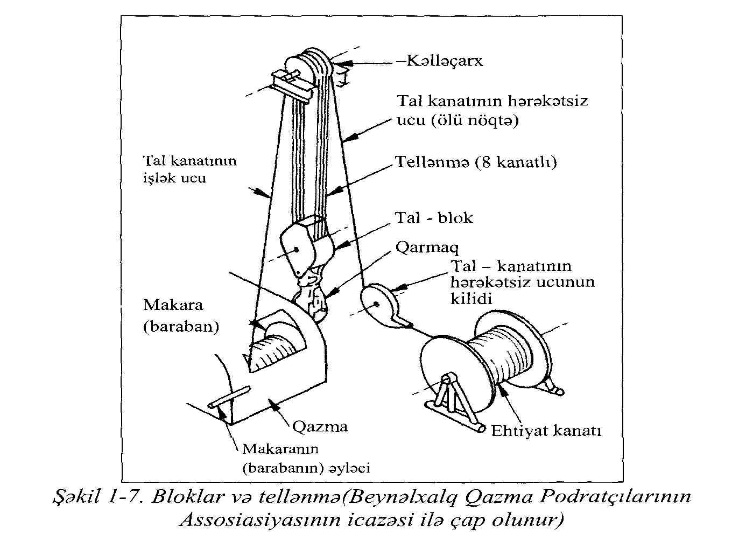 –Kəlləçarx
Tal kanatının hərəkətsiz
ucu (ölü nöqtə)
Tal kanatının
işlək ucu
Tellənmə (8 kanatlı)
Tal - blok
Qarmaq
Tal – kanatının
hərəkətsiz ucunun
kilidi
Makara
(baraban)
Ehtiyat kanatı
Qazma
Makaranın
(barabanın) əyləci
Şəkil 1-7. Bloklar və tellənmə(Beynəlxalq Qazma Podratçılarının
Assosiasiyasının icazəsi ilə çap olunur)